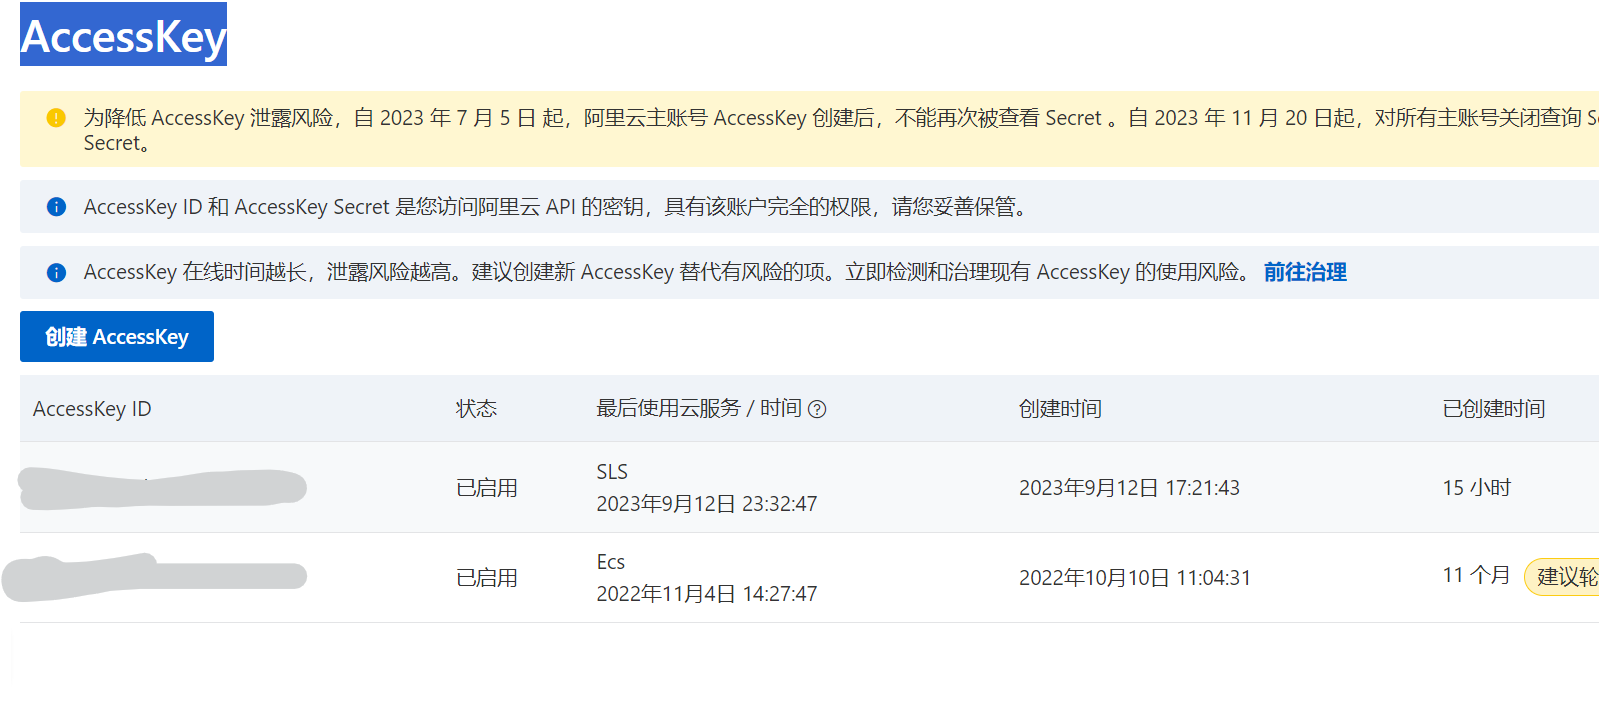 AccessKey
为降低 AccessKey 泄露风险，自 2023 年 7 月 5 日 起，阿里云主账号 AccessKey 创建后，不能再次被查看 Secret 。自 2023 年 11 月 20 日起，对所有主账号关闭查询
Secret。
AccessKey ID 和 AccessKey Secret 是您访问阿里云 API 的密钥，具有该账户完全的权限，请您妥善保管。
AccessKey 在线时间越长，泄露风险越高。建议创建新 AccessKey 替代有风险的项。立即检测和治理现有 AccessKey 的使用风险。 前往治理
创建 AccessKey
AccessKey ID 状态 最后使用云服务 / 时间 创建时间 已创建时间
SLS
已启用 2023年9月12日 23:32:47 2023年9月12日 17:21:43 15 小时
Ecs
已启用 2022年11月4日 14:27:47 2022年10月10日 11:04:31 11 个月 建议轮